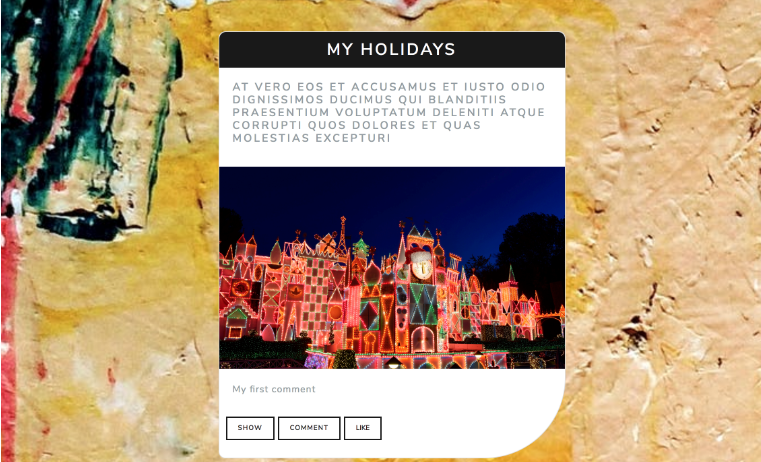 MY HOLIDAYS
AT VERO EOS ET ACCUSAMUS ET IUSTO ODIO
DIGNISSIMOS DUCIMUS QUI BLANDITIIS
PRAESENTIUM VOLUPTATUM DELENITI ATQUE
CORRUPTI QUOS DOLORES ET QUAS
MOLESTIAS EXCEPTURI
My first comment
SHOW COMMENT LIKE